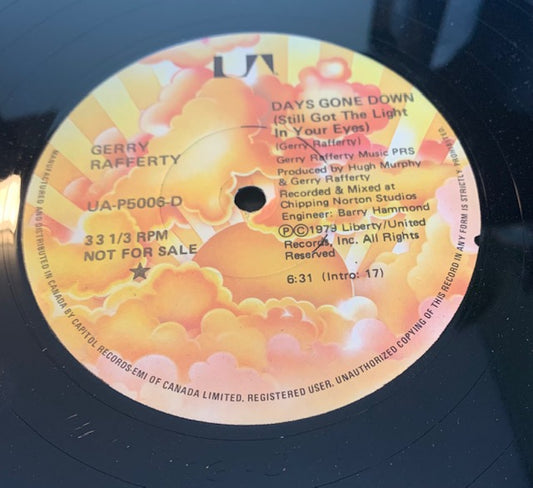 UA
DAYS GONE DOWN
(Still Got The Light
In Your Eyes)
(Gerry Rafferty)
Gerry Rafferty Music PRS
Produced by Hugh Murphy
& Gerry Rafferty
Recorded & Mixed at
Chipping Norton Studios
Engineer: Barry Hammond
Ⓟ©1979 Liberty/United
Records, Inc. All Rights
Reserved
6:31 (Intro: 17)
GERRY
RAFFERTY
UA-P5006-D
33 1/3 RPM
NOT FOR SALE
MANUFACTURED AND DISTRIBUTED IN CANADA BY CAPITOL RECORDS-EMI OF CANADA LIMITED, REGISTERED USER. UNAUTHORIZED COPYING OF THIS RECORD IN ANY FORM IS STRICTLY PROHIBITED